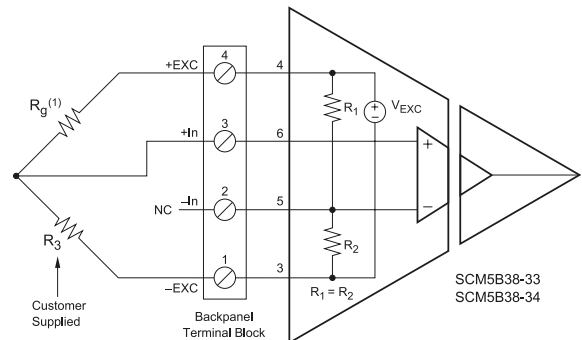 +EXC
4
4
Rg(1)
R1
VEXC
+In
3
6
+
–In
NC
2
5
–
R3
R2
1
3
–EXC
R1 = R2
SCM5B38-33
SCM5B38-34
Customer
Supplied
Backpanel
Terminal Block